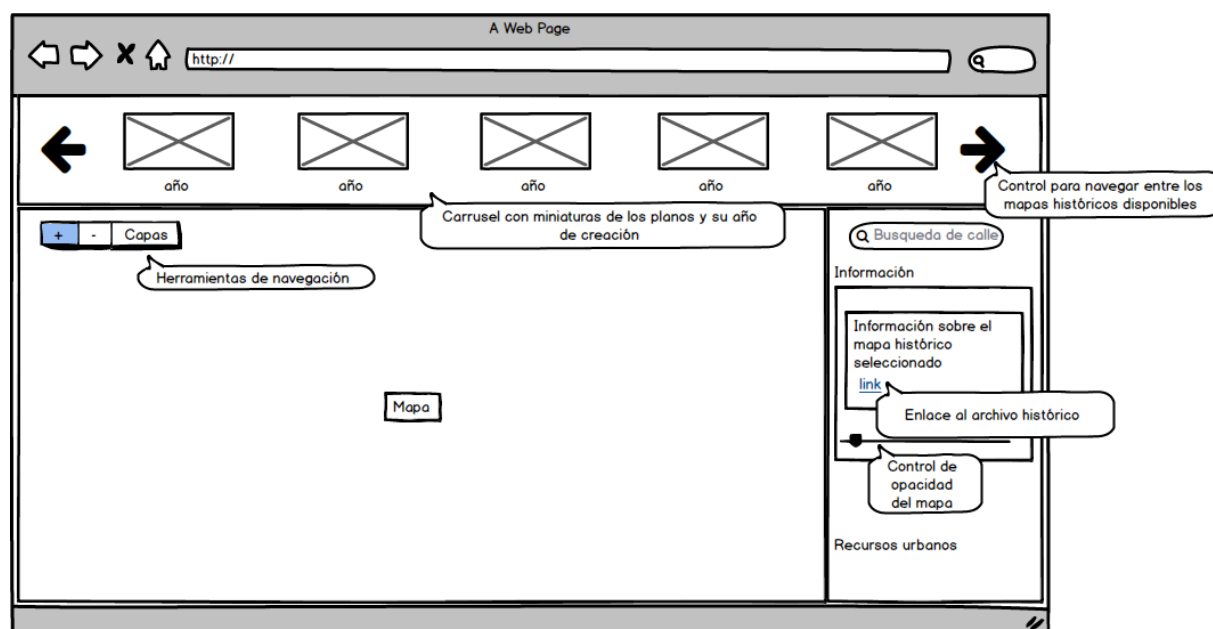 A Web Page
http://
año
año
año
año
año
Control para navegar entre los
mapas históricos disponibles
Carrusel con miniaturas de los planos y su año
de creación
+
-
Capas
Herramientas de navegación
Busqueda de calle
Información
Información sobre el
mapa histórico
seleccionado
link
Enlace al archivo histórico
Mapa
Control de
opacidad
del mapa
Recursos urbanos